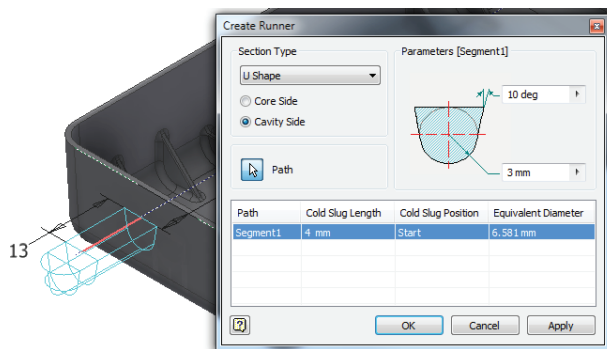 Create Runner
Section Type
U Shape
Core Side
Cavity Side
Path
Parameters [Segment1]
10 deg
3 mm
Path Cold Slug Length Cold Slug Position Equivalent Diameter
Segment1 4 mm Start 6.581 mm
OK Cancel Apply
13